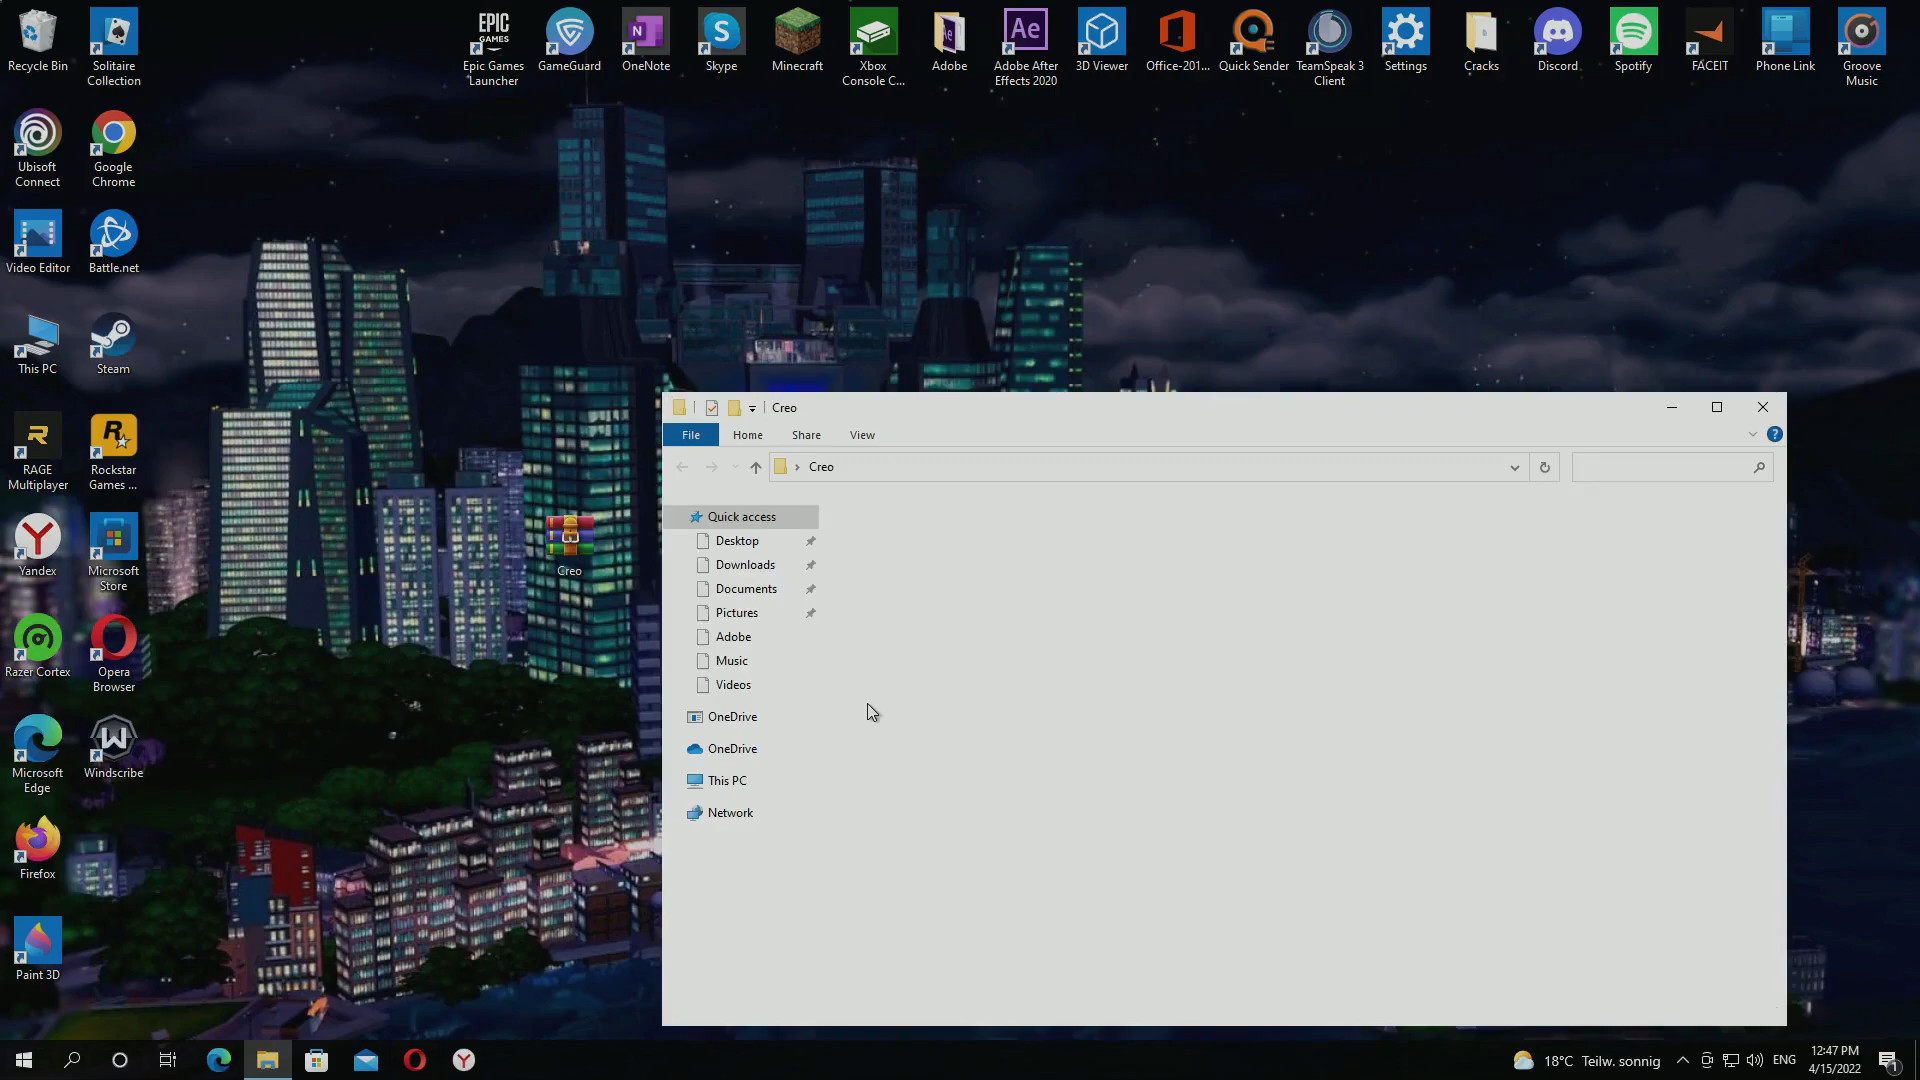 Recycle Bin
Solitaire
Collection
EPIC
GAMES
Epic Games
Launcher
GameGuard
N
OneNote
Skype
Minecraft
Xbox
Console C...
Ae
Adobe
Ae
Adobe After
Effects 2020
3D Viewer
Office-201...
Quick Sender
TeamSpeak 3
Client
Settings
Cracks
Discord
Spotify
FACEIT
Phone Link
Groove
Music
Ubisoft
Connect
Google
Chrome
Video Editor
Battle.net
This PC
Steam
R
RAGE
Multiplayer
R
Rockstar
Games ...
Y
Yandex
Microsoft
Store
Creo
Razer Cortex
Opera
Browser
Microsoft
Edge
W
Windscribe
Firefox
Paint 3D
Creo
File
Home
Share
View
?
Creo
Quick access
Desktop
Downloads
Documents
Pictures
Adobe
Music
Videos
OneDrive
OneDrive
This PC
Network
18°C Teilw. sonnig
ENG
12:47 PM
4/15/2022
1